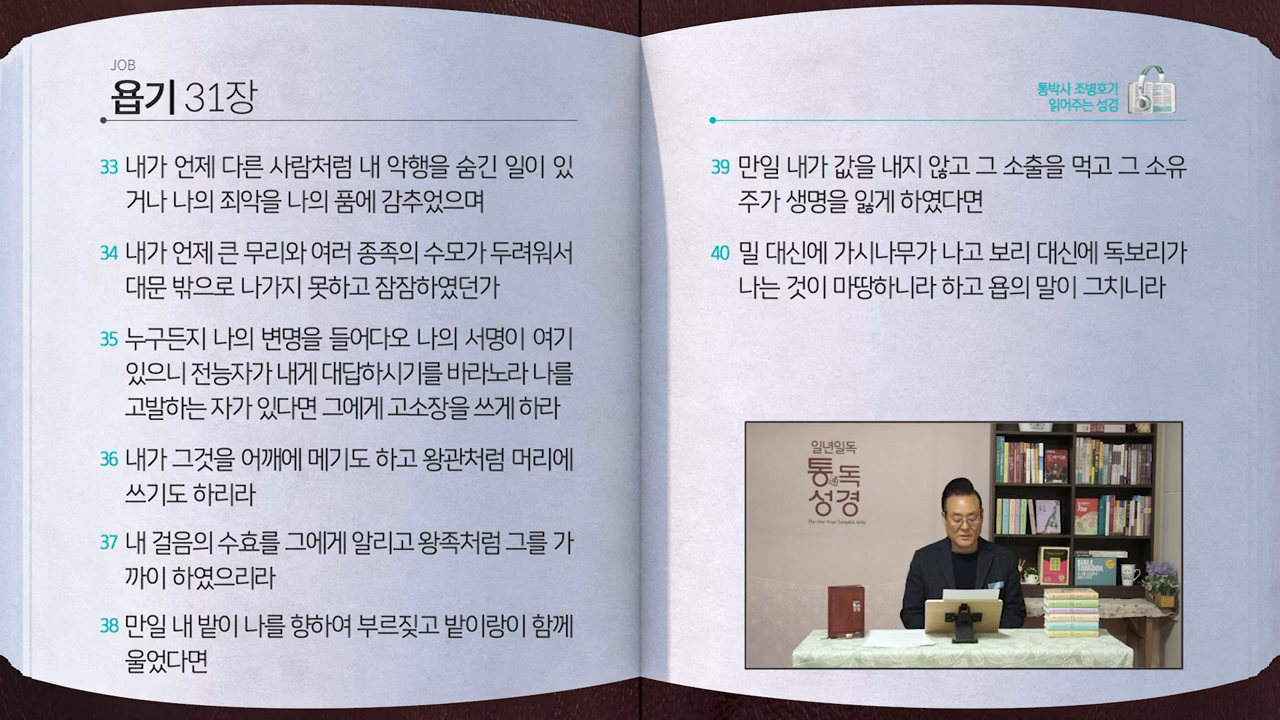 JOB
욥기 31장
33 내가 언제 다른 사람처럼 내 악행을 숨긴 일이 있
거나 나의 죄악을 나의 품에 감추었으며
34 내가 언제 큰 무리와 여러 종족의 수모가 두려워서
대문 밖으로 나가지 못하고 잠잠하였던가
35 누구든지 나의 변명을 들어다오 나의 서명이 여기
있으니 전능자가 내게 대답하시기를 바라노라 나를
고발하는 자가 있다면 그에게 고소장을 쓰게 하라
36 내가 그것을 어깨에 메기도 하고 왕관처럼 머리에
쓰기도 하리라
37 내 걸음의 수효를 그에게 알리고 왕족처럼 그를 가
까이 하였으리라
38 만일 내 밭이 나를 향하여 부르짖고 밭이랑이 함께
울었다면
통박사 조병호가
읽어주는 성경
39 만일 내가 값을 내지 않고 그 소출을 먹고 그 소유
주가 생명을 잃게 하였다면
40 밀 대신에 가시나무가 나고 보리 대신에 독보리가
나는 것이 마땅하니라 하고 욥의 말이 그치니라
일년일독
통독
성경
The One Year Tongdok Bible
BIBLE
TONGDOK